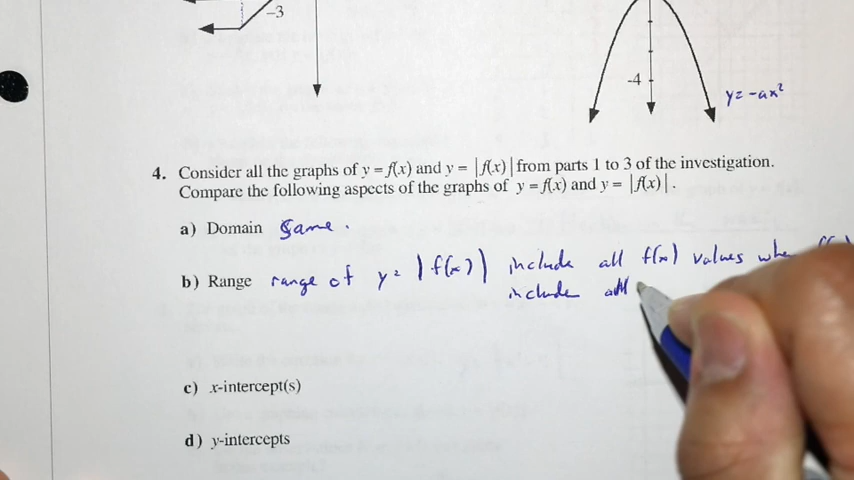 -3
-4
y = -ax²
4. Consider all the graphs of y = f(x) and y = |f(x)| from parts 1 to 3 of the investigation.
Compare the following aspects of the graphs of y = f(x) and y = |f(x)|.
a) Domain same.
b) Range range of y = |f(x)| include all f(x) values when
include all
c) x-intercept(s)
d) y-intercepts